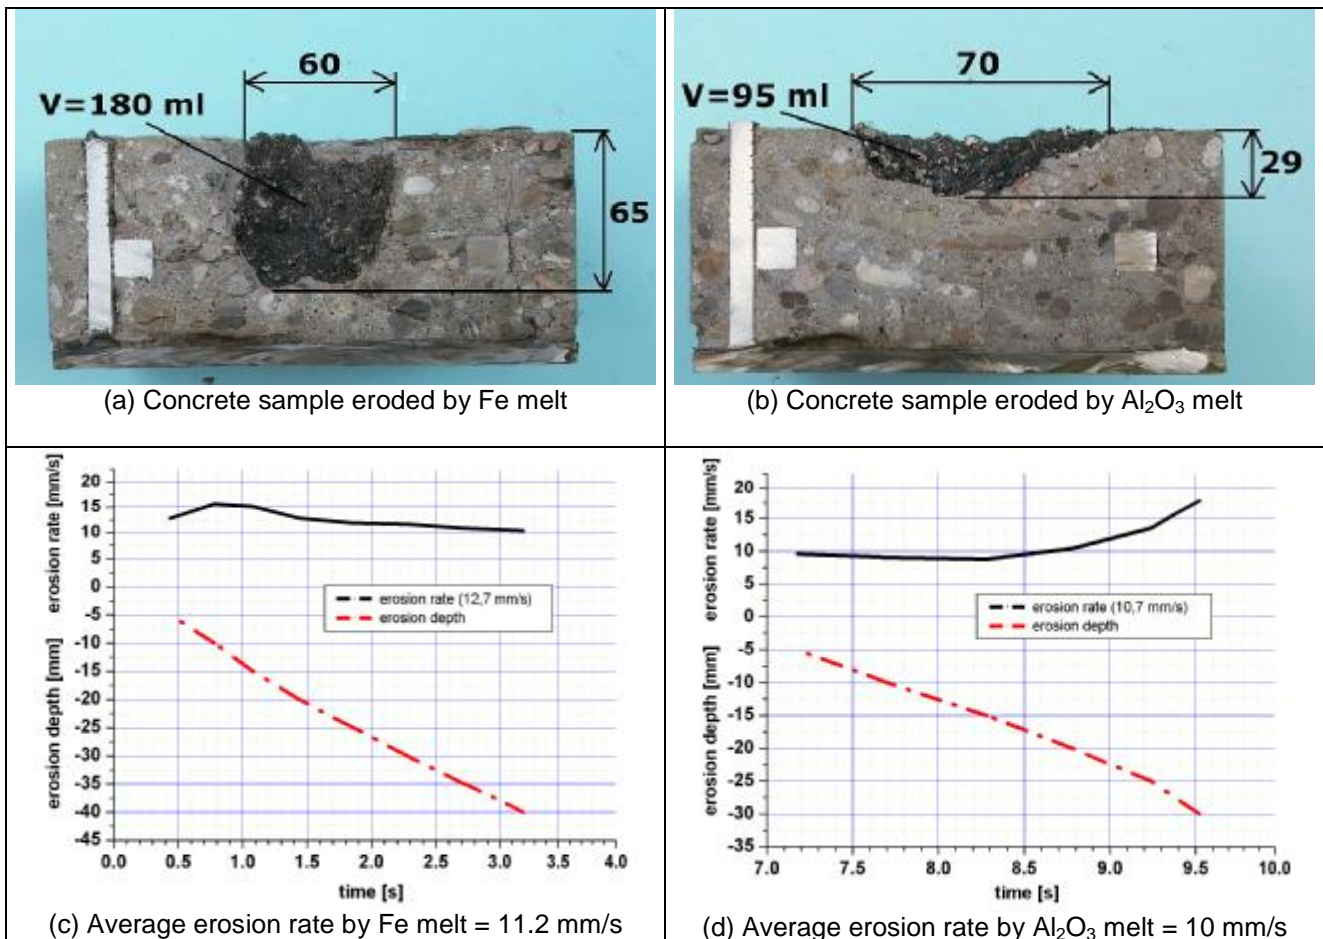 60
V=180 ml
65
(a) Concrete sample eroded by Fe melt
70
V=95 ml
29
(b) Concrete sample eroded by Al₂O₃ melt
erosion rate [mm/s]
erosion depth [mm]
20
15
10
5
0
-5
-10
-15
-20
-25
-30
-35
-40
-45
erosion rate (12,7 mm/s)
erosion depth
0.0 0.5 1.0 1.5 2.0 2.5 3.0 3.5 4.0
time [s]
(c) Average erosion rate by Fe melt = 11.2 mm/s
erosion rate [mm/s]
erosion depth [mm]
20
15
10
5
0
-5
-10
-15
-20
-25
-30
-35
erosion rate (10,7 mm/s)
erosion depth
7.0 7.5 8.0 8.5 9.0 9.5 10.0
time [s]
(d) Average erosion rate by Al₂O₃ melt = 10 mm/s